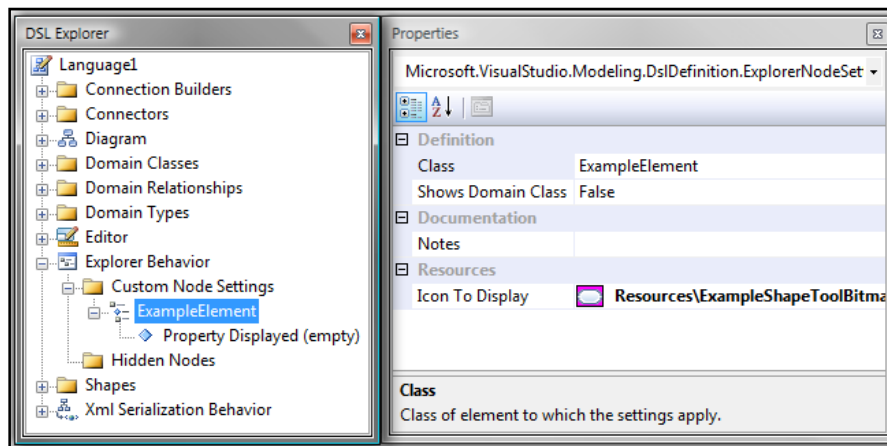 DSL Explorer
Language1
Connection Builders
Connectors
Diagram
Domain Classes
Domain Relationships
Domain Types
Editor
Explorer Behavior
Custom Node Settings
ExampleElement
Property Displayed (empty)
Hidden Nodes
Shapes
Xml Serialization Behavior
Properties
Microsoft.VisualStudio.Modeling.DslDefinition.ExplorerNodeSet
Definition
Class ExampleElement
Shows Domain Class False
Documentation
Notes
Resources
Icon To Display Resources\ExampleShapeToolBitma
Class
Class of element to which the settings apply.